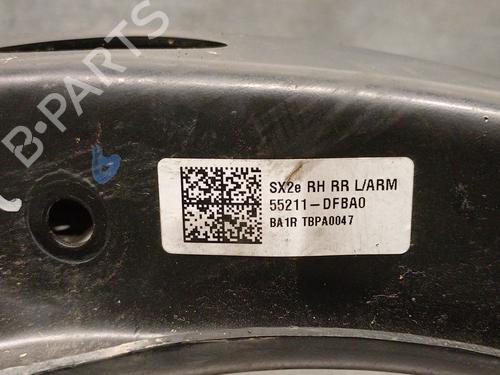 B-PARTS
SX2e RH RR L/ARM
55211-DFBA0
BA1R TBPA0047